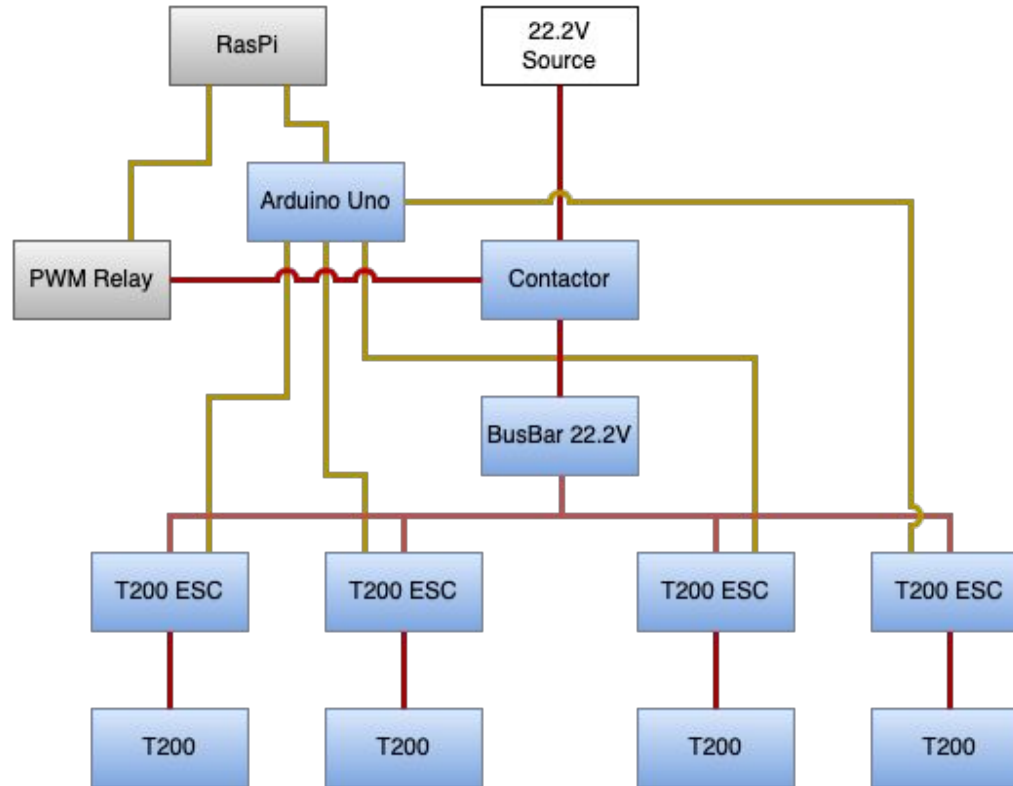 RasPi
22.2V
Source
Arduino Uno
PWM Relay
Contactor
BusBar 22.2V
T200 ESC
T200 ESC
T200 ESC
T200 ESC
T200
T200
T200
T200